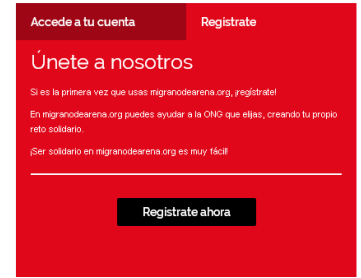 Accede a tu cuenta
Registrate
Únete a nosotros
Si es la primera vez que usas migranodearena.org, ¡regístrate!
En migranodearena.org puedes ayudar a la ONG que elijas, creando tu propio
reto solidario.
¡Ser solidario en migranodearena.org es muy fácil!
Registrate ahora